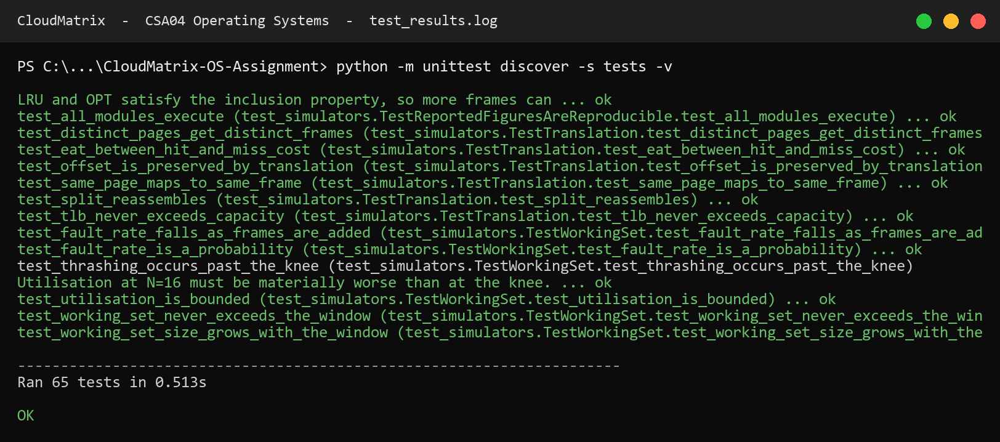 CloudMatrix  -  CSA04 Operating Systems  -  test_results.log
PS C:\...\CloudMatrix-OS-Assignment> python -m unittest discover -s tests -v
LRU and OPT satisfy the inclusion property, so more frames can ... ok
test_all_modules_execute (test_simulators.TestReportedFiguresAreReproducible.test_all_modules_execute) ... ok
test_distinct_pages_get_distinct_frames (test_simulators.TestTranslation.test_distinct_pages_get_distinct_frames
test_eat_between_hit_and_miss_cost (test_simulators.TestTranslation.test_eat_between_hit_and_miss_cost) ... ok
test_offset_is_preserved_by_translation (test_simulators.TestTranslation.test_offset_is_preserved_by_translation
test_same_page_maps_to_same_frame (test_simulators.TestTranslation.test_same_page_maps_to_same_frame) ... ok
test_split_reassembles (test_simulators.TestTranslation.test_split_reassembles) ... ok
test_tlb_never_exceeds_capacity (test_simulators.TestTranslation.test_tlb_never_exceeds_capacity) ... ok
test_fault_rate_falls_as_frames_are_added (test_simulators.TestWorkingSet.test_fault_rate_falls_as_frames_are_ad
test_fault_rate_is_a_probability (test_simulators.TestWorkingSet.test_fault_rate_is_a_probability) ... ok
test_thrashing_occurs_past_the_knee (test_simulators.TestWorkingSet.test_thrashing_occurs_past_the_knee)
Utilisation at N=16 must be materially worse than at the knee. ... ok
test_utilisation_is_bounded (test_simulators.TestWorkingSet.test_utilisation_is_bounded) ... ok
test_working_set_never_exceeds_the_window (test_simulators.TestWorkingSet.test_working_set_never_exceeds_the_win
test_working_set_size_grows_with_the_window (test_simulators.TestWorkingSet.test_working_set_size_grows_with_the
----------------------------------------------------------------------
Ran 65 tests in 0.513s
OK